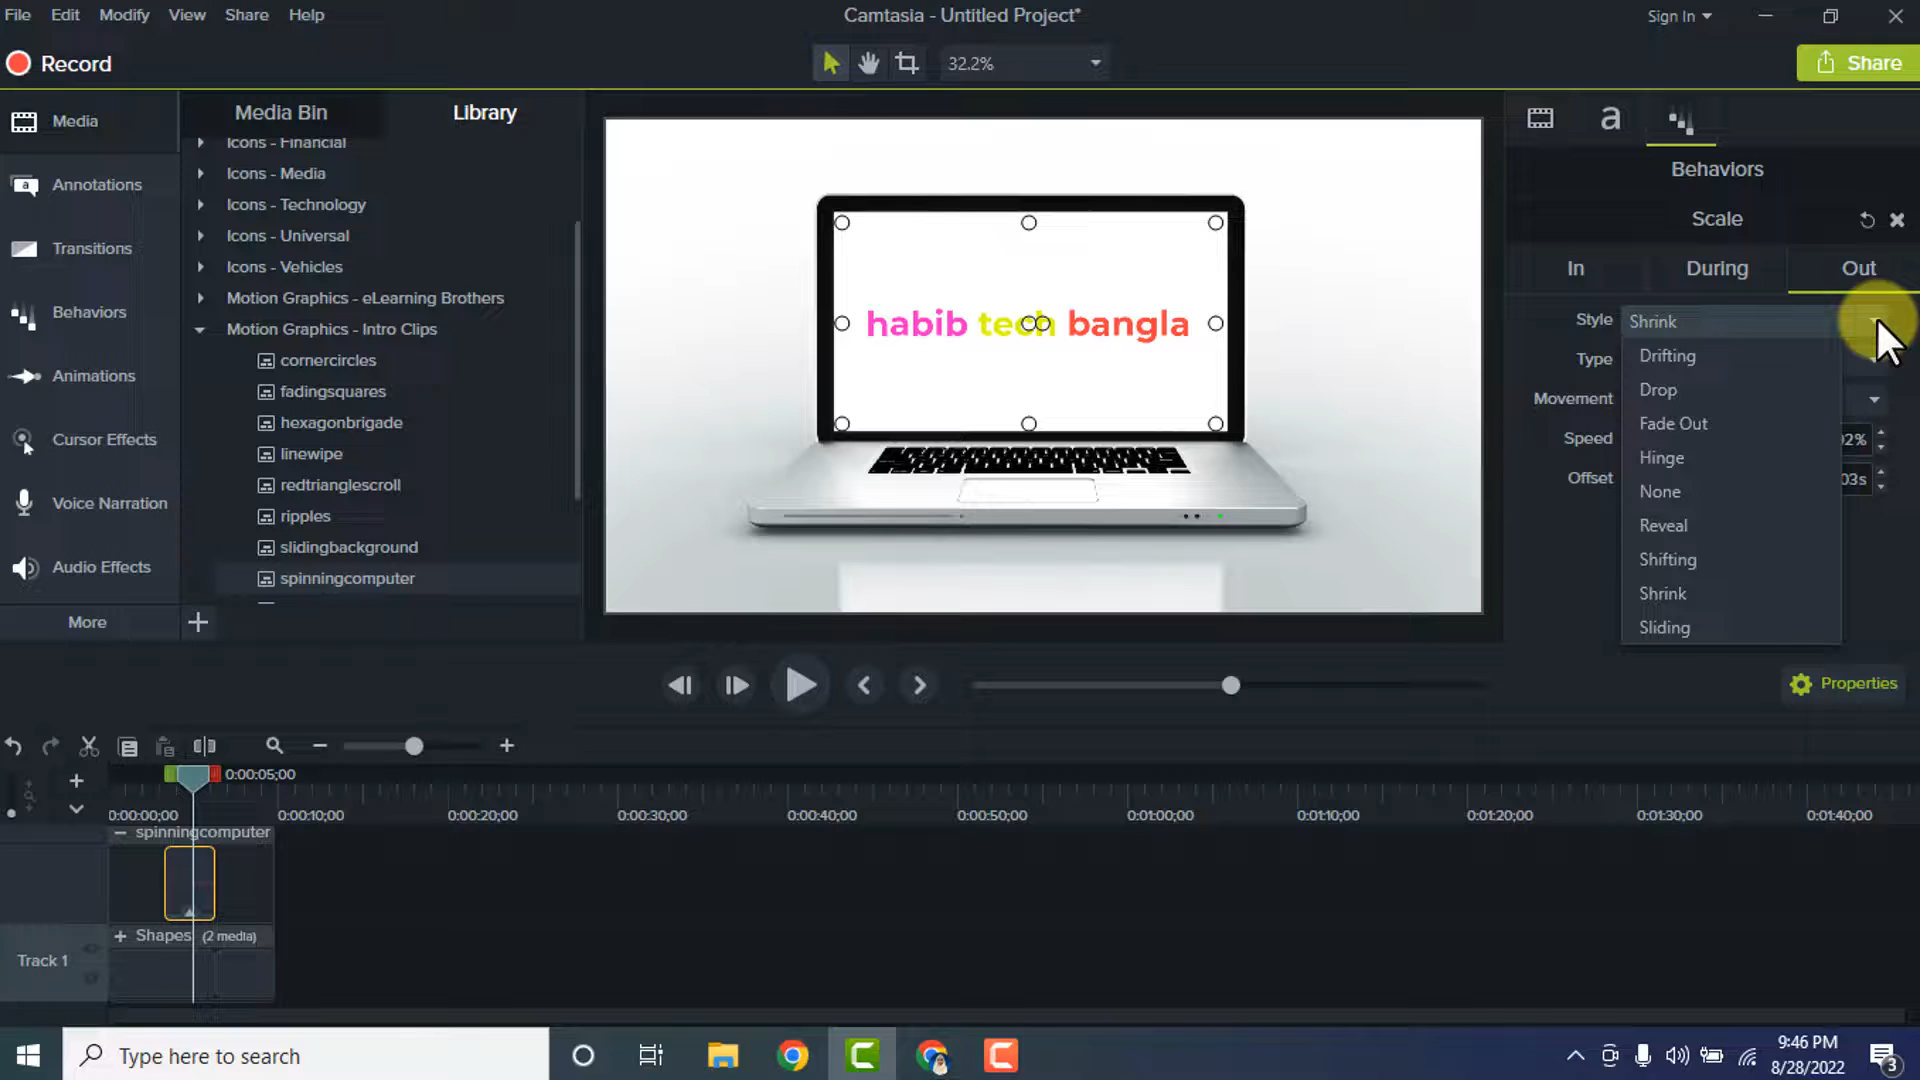 File Edit Modify View Share Help
Camtasia - Untitled Project*
Sign In
Record
32.2%
Share
Media
Annotations
Transitions
Behaviors
Animations
Cursor Effects
Voice Narration
Audio Effects
More
Media Bin Library
Icons - Financial
Icons - Media
Icons - Technology
Icons - Universal
Icons - Vehicles
Motion Graphics - eLearning Brothers
Motion Graphics - Intro Clips
cornercircles
fadingsquares
hexagonbrigade
linewipe
redtrianglescroll
ripples
slidingbackground
spinningcomputer
habib tech bangla
a
Behaviors
Scale
In During Out
Style Shrink
Type
Movement
Speed
Offset
Drifting
Drop
Fade Out
Hinge
None
Reveal
Shifting
Shrink
Sliding
2%
03s
Properties
0:00:05;00
0:00:00;00 0:00:10;00 0:00:20;00 0:00:30;00 0:00:40;00 0:00:50;00 0:01:00;00 0:01:10;00 0:01:20;00 0:01:30;00 0:01:40;00
spinningcomputer
Shapes (2 media)
Track 1
Type here to search
9:46 PM
8/28/2022
3